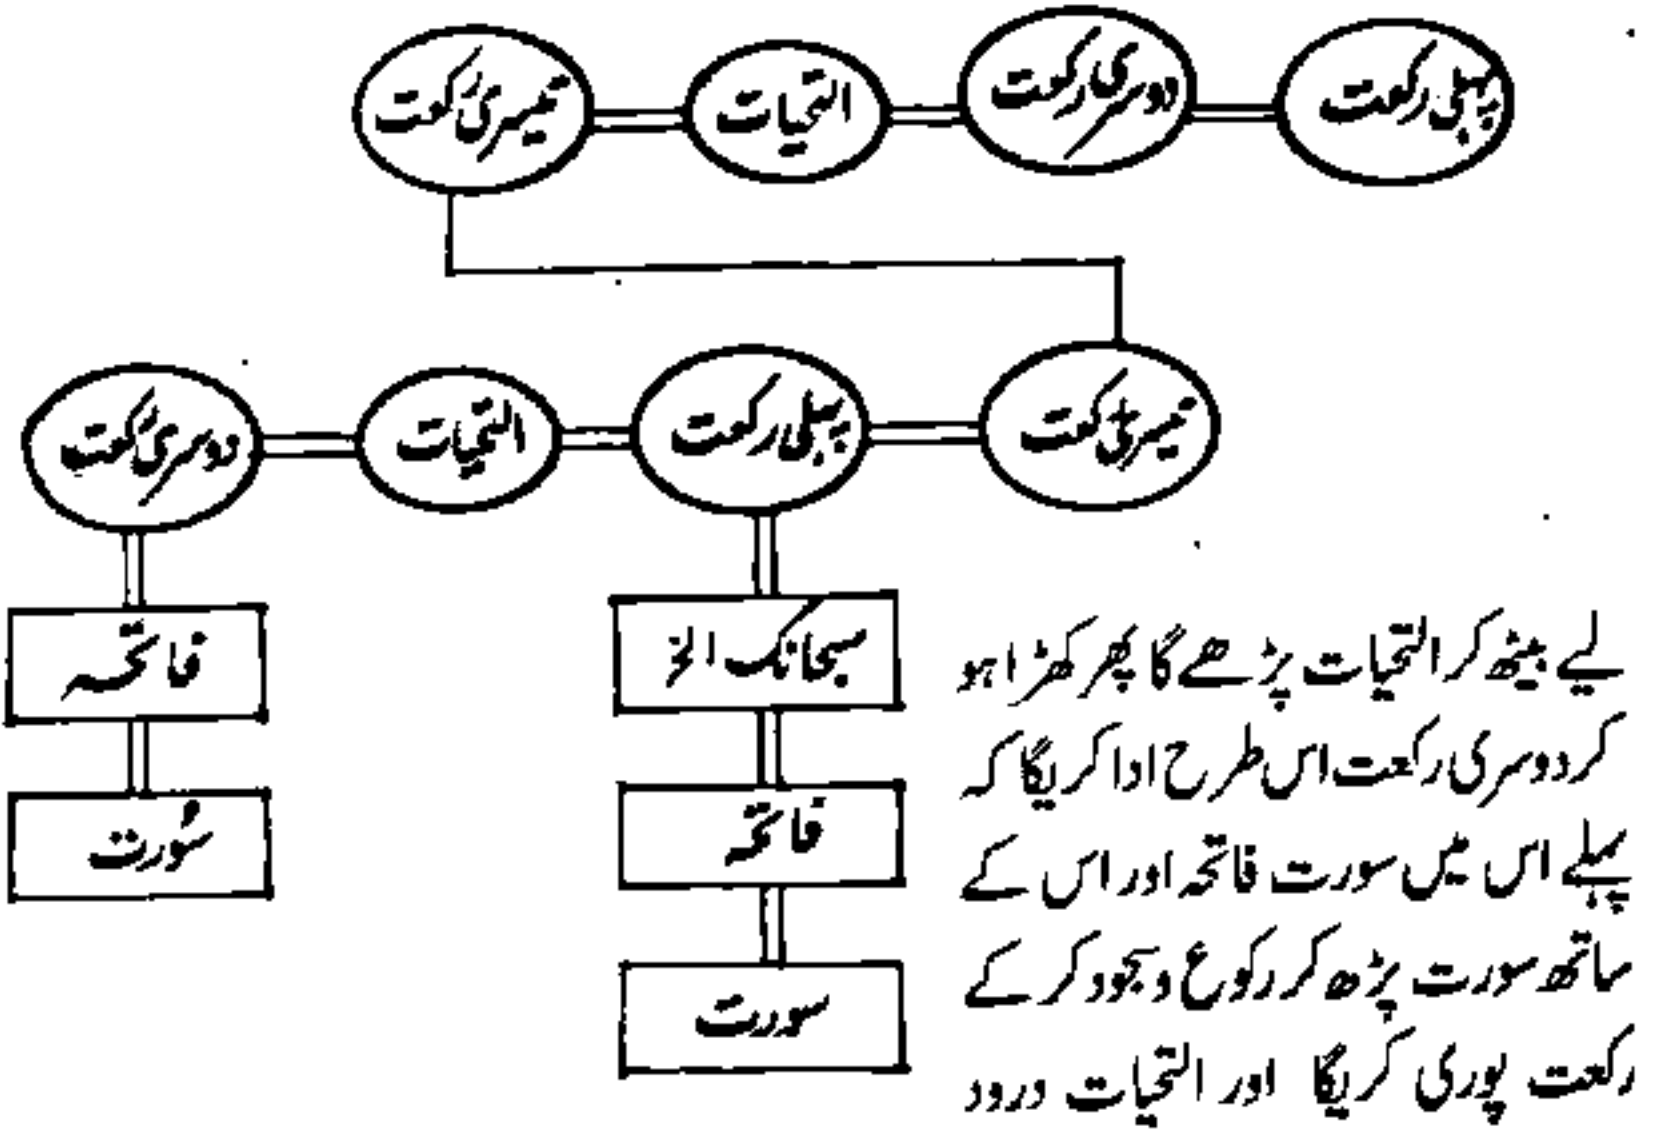 پہلی رکعت
دوسری رکعت
التحیات
تیسری رکعت
تیسری رکعت
پہلی رکعت
التحیات
دوسری رکعت
سبحانک الخ
فاتحہ
سورت
فاتحہ
سُورت
لیے بیٹھ کر التحیات پڑھے گا پھر کھڑا ہو
کر دوسری رکعت اس طرح ادا کریگا کہ
پہلے اس میں سورت فاتحہ اور اس کے
ساتھ سورت پڑھ کر رکوع و سجود کر کے
رکعت پوری کریگا اور التحیات درود